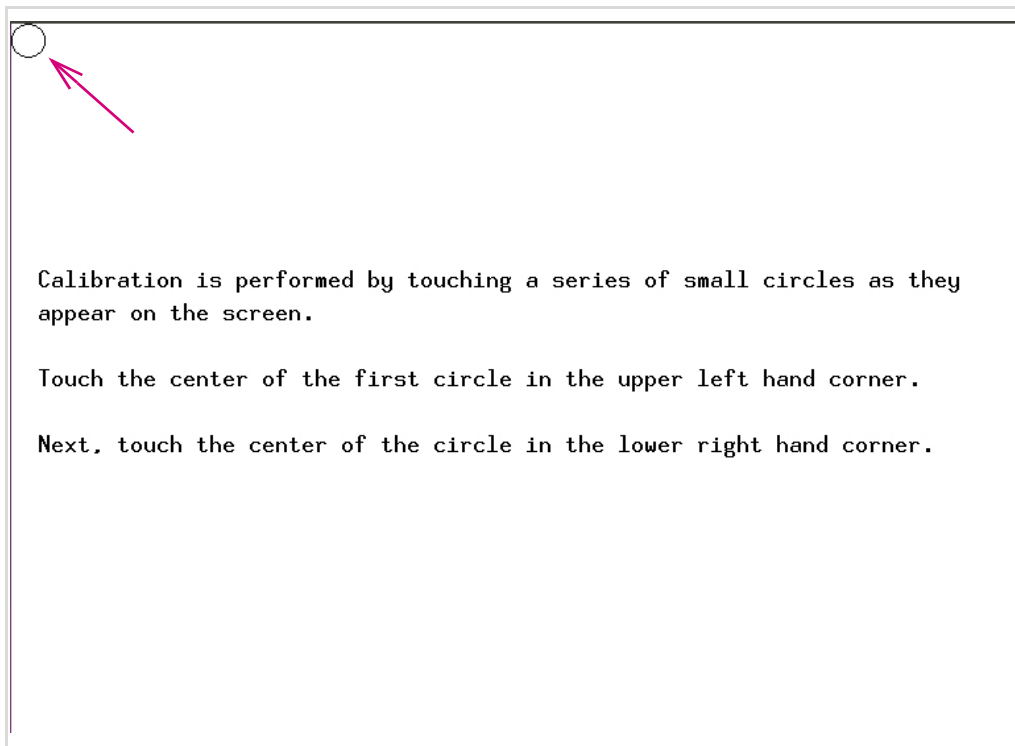 Calibration is performed by touching a series of small circles as they
appear on the screen.
Touch the center of the first circle in the upper left hand corner.
Next, touch the center of the circle in the lower right hand corner.